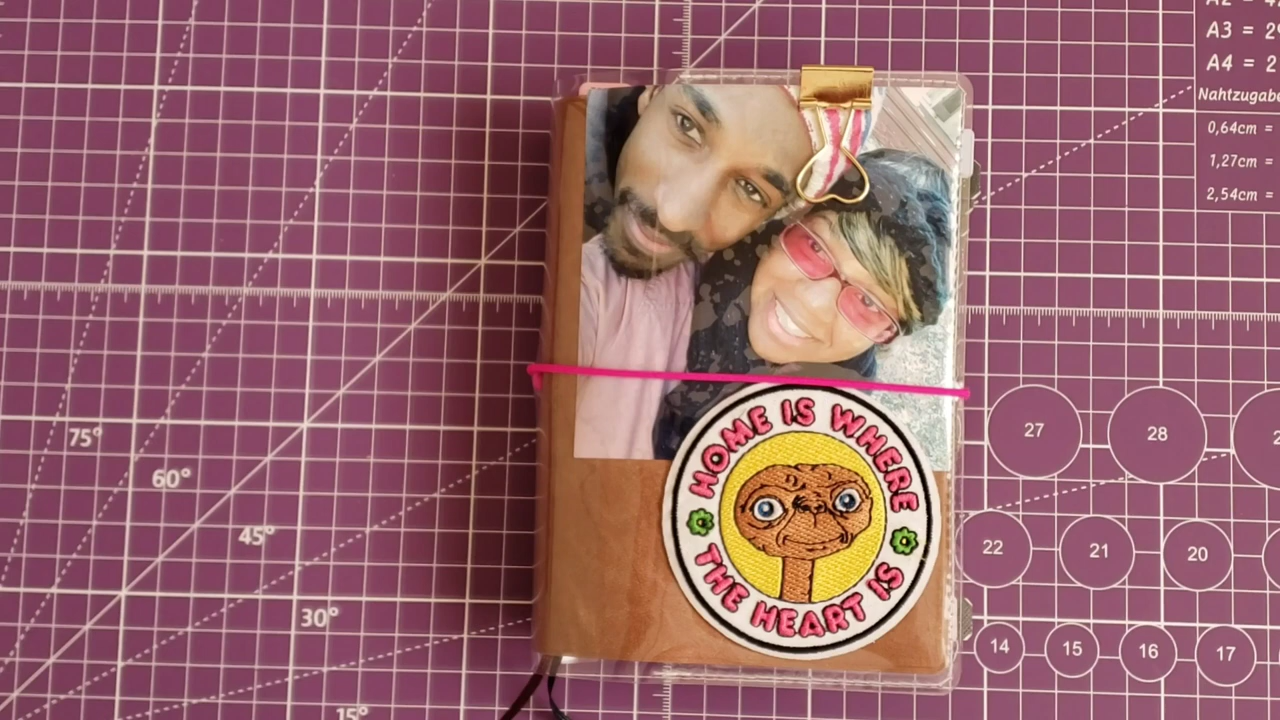 A3 = 29
A4 = 2
Nahtzugabe
0,64cm =
1,27cm =
2,54cm =
HOME IS WHERE
THE HEART IS
75°
60°
45°
30°
15°
27
28
22
21
20
14
15
16
17